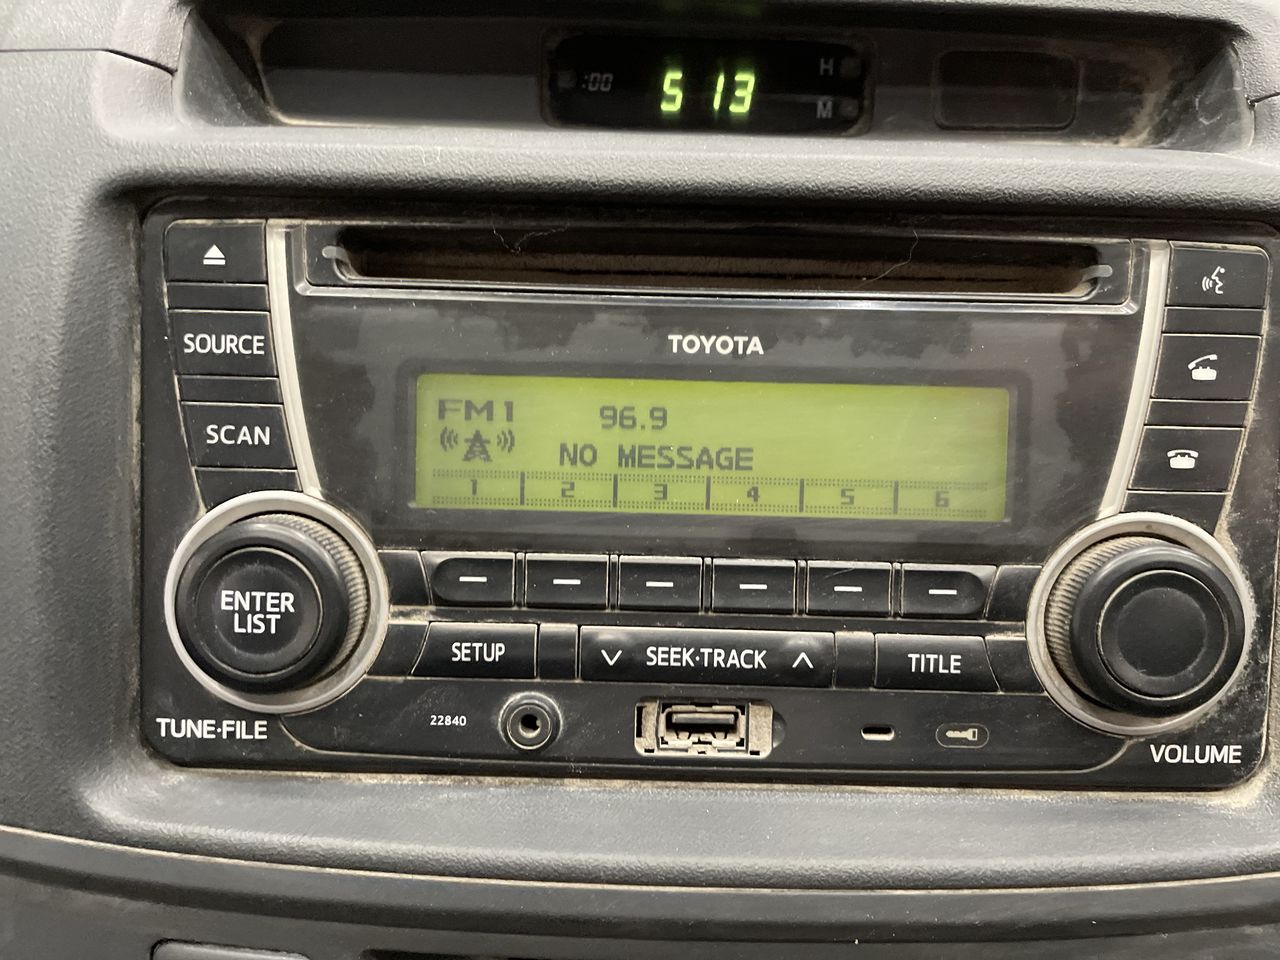 :00
5 13
H
M
TOYOTA
SOURCE
SCAN
FM1 96.9
NO MESSAGE
1 2 3 4 5 6
ENTER
LIST
SETUP
SEEK·TRACK
TITLE
22840
TUNE·FILE
VOLUME